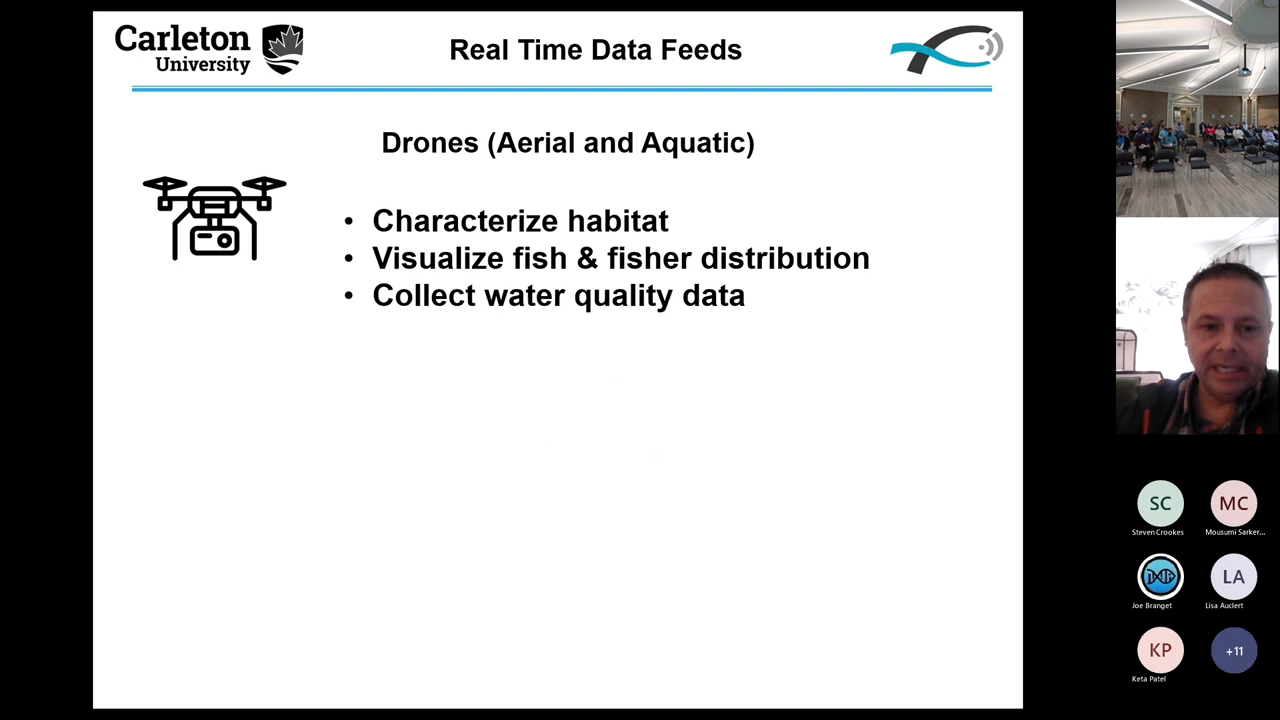 Carleton
University
Real Time Data Feeds
Drones (Aerial and Aquatic)
• Characterize habitat
• Visualize fish & fisher distribution
• Collect water quality data
SC
MC
Steven Crookes
Mousumi Sarker...
LA
Joe Branget
Lisa Auclert
KP
+11
Keta Patel